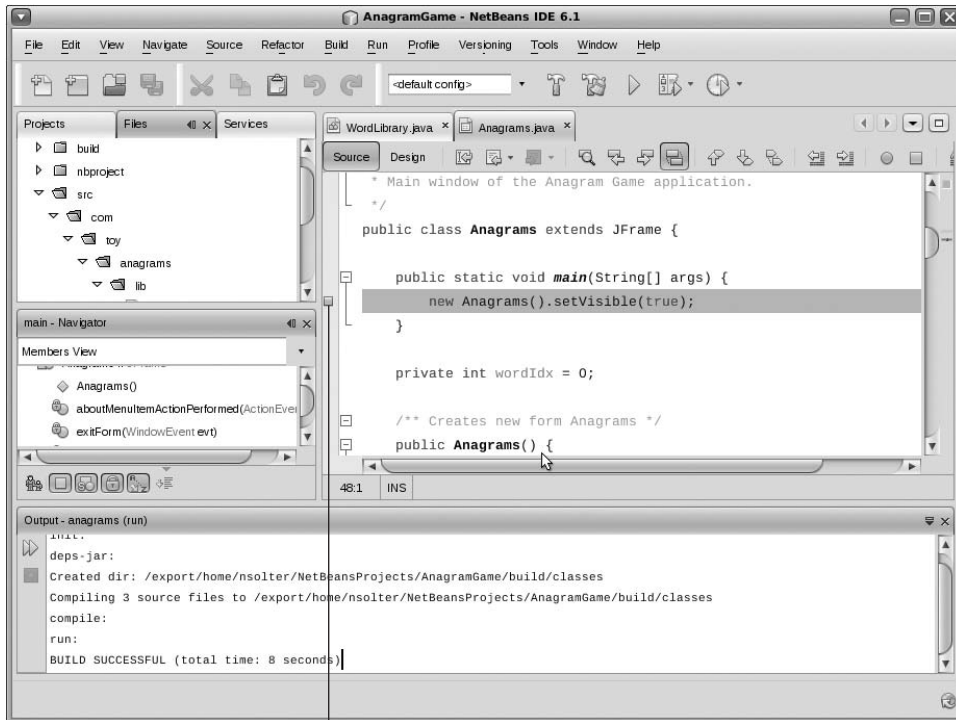 AnagramGame - NetBeans IDE 6.1
File Edit View Navigate Source Refactor Build Run Profile Versioning Tools Window Help
<default config>
Projects Files Services
build
nbproject
src
com
toy
anagrams
lib
main - Navigator
Members View
Anagrams()
aboutMenuItemActionPerformed(ActionEve
exitForm(WindowEvent evt)
WordLibrary.java Anagrams.java
Source Design
* Main window of the Anagram Game application.
*/
public class Anagrams extends JFrame {
public static void main(String[] args) {
new Anagrams().setVisible(true);
}
private int wordIdx = 0;
/** Creates new form Anagrams */
public Anagrams() {
48:1 INS
Output - anagrams (run)
init:
deps-jar:
Created dir: /export/home/nsolter/NetBeansProjects/AnagramGame/build/classes
Compiling 3 source files to /export/home/nsolter/NetBeansProjects/AnagramGame/build/classes
compile:
run:
BUILD SUCCESSFUL (total time: 8 seconds)